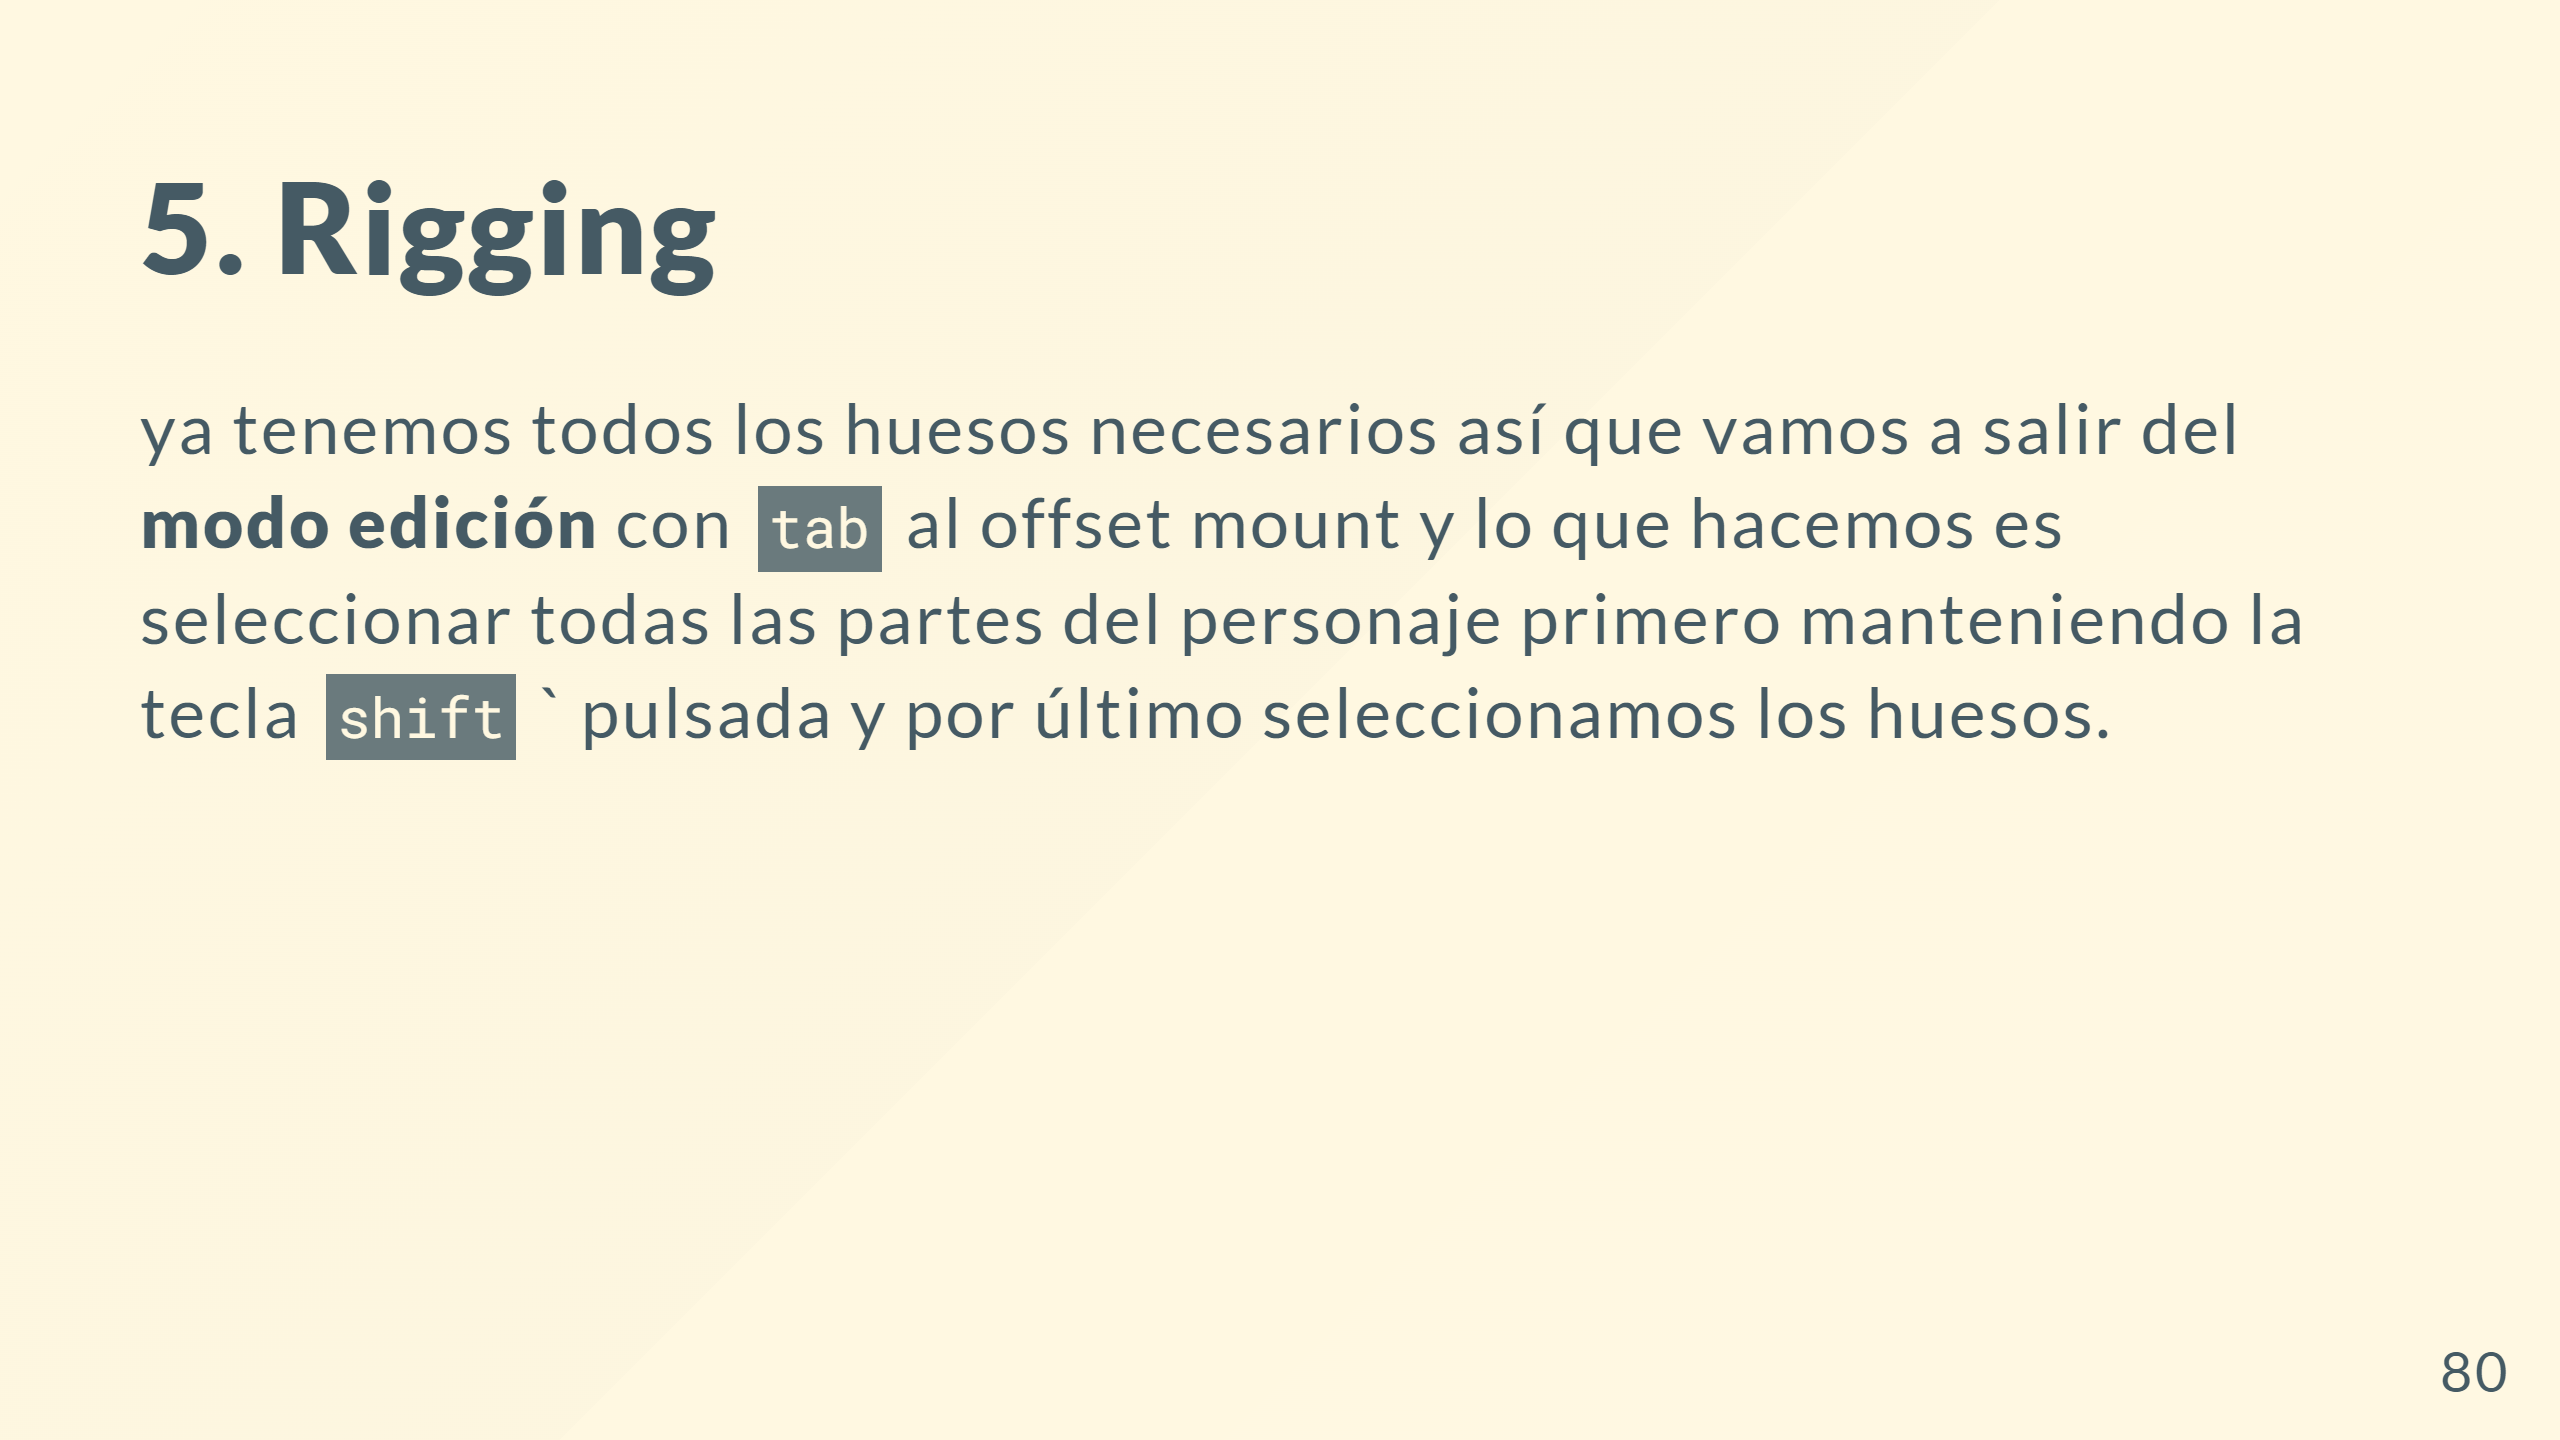 5. Rigging
ya tenemos todos los huesos necesarios así que vamos a salir del
modo edición con tab al offset mount y lo que hacemos es
seleccionar todas las partes del personaje primero manteniendo la
tecla shift ` pulsada y por último seleccionamos los huesos.
80